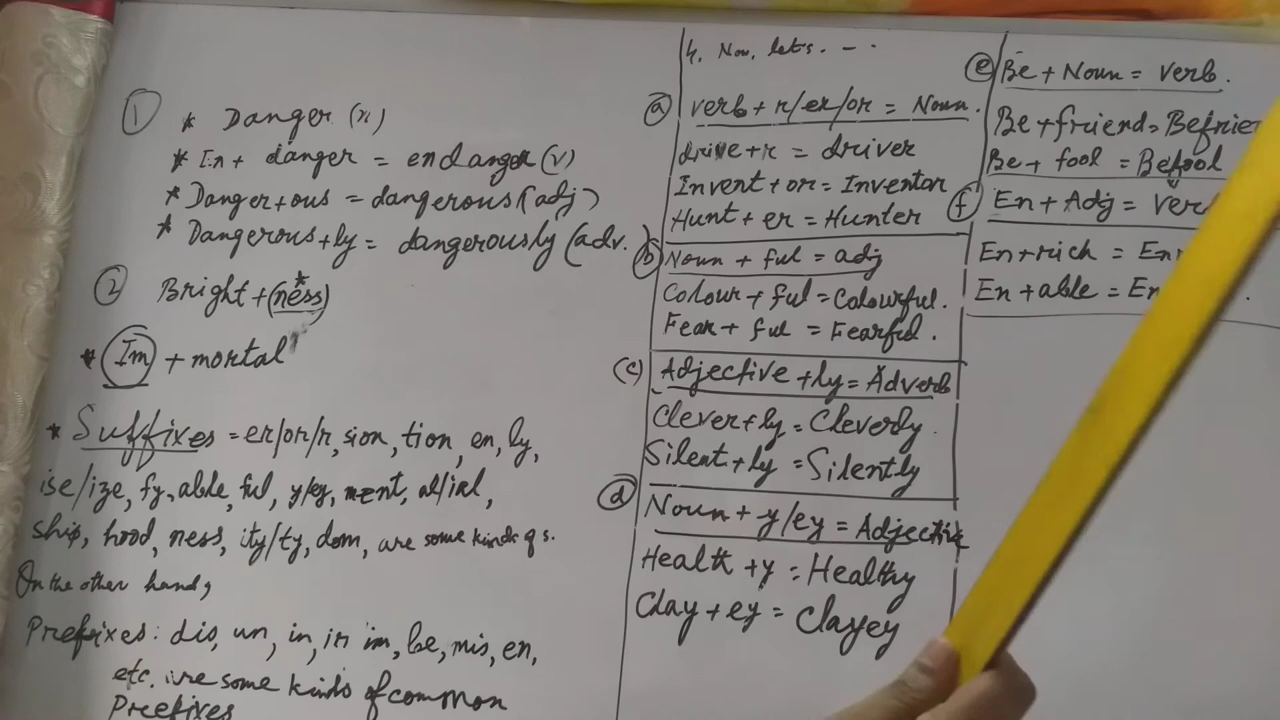 ① * Danger (n)
* En + danger = endanger (v)
* Danger + ous = dangerous (adj)
* Dangerous + ly = dangerously (adv.
② Bright + (ness)*
* (Im) + mortal
* Suffixes = er/or/r, sion, tion, en, ly,
ise/ize, fy, able, ful, y/ey, ment, al/ial,
ship, hood, ness, ity/ty, dom, are some kinds of s.
On the other hand,
Prefixes: dis, un, in, ir, im, be, mis, en,
etc. are some kinds of common
Preefixes
4. Now, let's. - - .
ⓐ verb + r/er/or = Noun.
drive + r = driver
Invent + or = Inventor
Hunt + er = Hunter
ⓑ Noun + ful = adj
Colour + ful = Colourful.
Fear + ful = Fearful.
(c) Adjective + ly = Adverb
Clever + ly = Cleverly
Silent + ly = Silently
ⓓ Noun + y/ey = Adjective
Health + y = Healthy
Clay + ey = Clayey
ⓔ Be + Noun = verb.
Be + friend = Befrie
Be + fool = Befool
ⓕ En + Adj = ver
En + rich = En
En + able = En